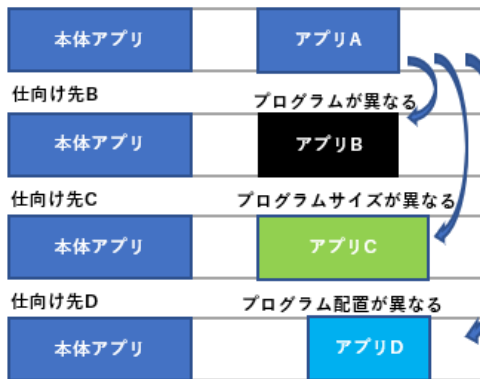 本体アプリ アプリA
仕向け先B プログラムが異なる
本体アプリ アプリB
仕向け先C プログラムサイズが異なる
本体アプリ アプリC
仕向け先D プログラム配置が異なる
本体アプリ アプリD